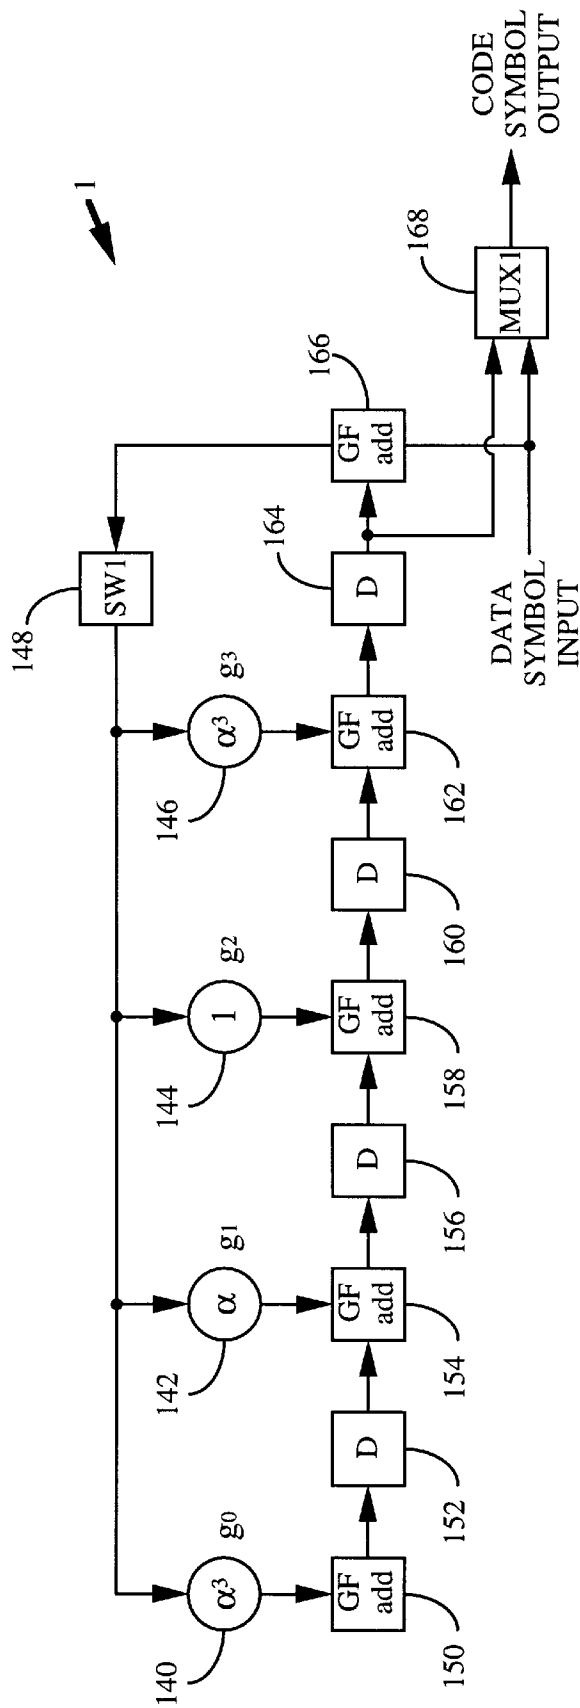 1
148
SW1
140
α³
g0
142
α
g1
144
1
g2
146
α³
g3
GF
add
150
D
152
GF
add
154
D
156
GF
add
158
D
160
GF
add
162
D
164
GF
add
166
MUX1
168
DATA
SYMBOL
INPUT
CODE
SYMBOL
OUTPUT